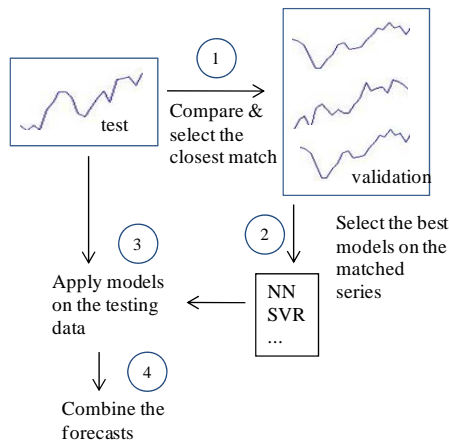 1
test
Compare &
select the
closest match
validation
2
Select the best
models on the
matched
series
3
Apply models
on the testing
data
NN
SVR
...
4
Combine the
forecasts